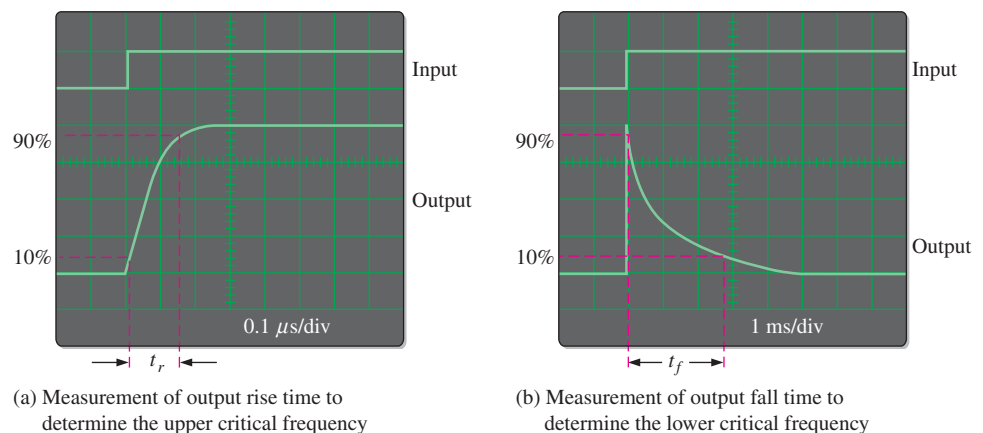 Input
90%
Output
10%
0.1 μs/div
t_r
(a) Measurement of output rise time to
determine the upper critical frequency
Input
90%
10%
Output
1 ms/div
t_f
(b) Measurement of output fall time to
determine the lower critical frequency